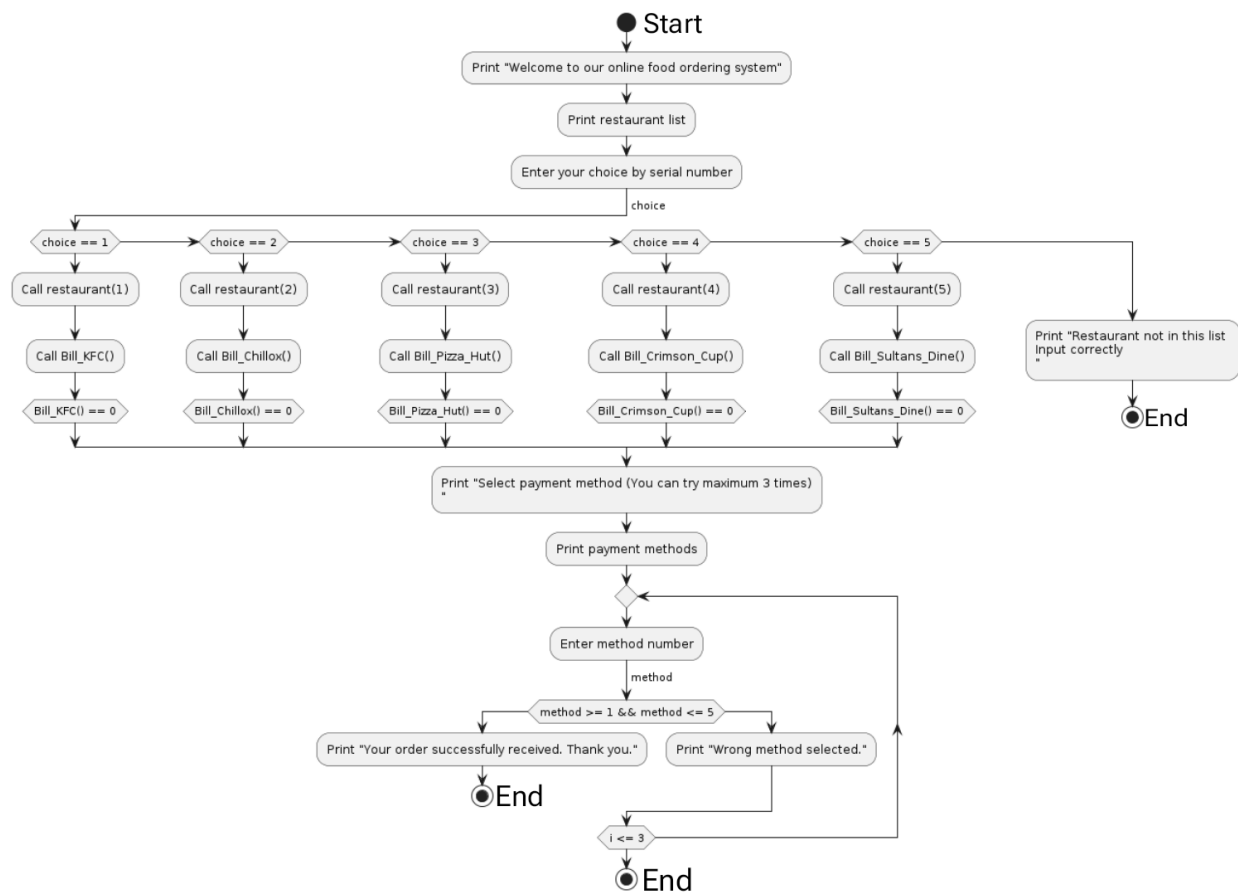 Start
Print "Welcome to our online food ordering system"
Print restaurant list
Enter your choice by serial number
choice
choice == 1
choice == 2
choice == 3
choice == 4
choice == 5
Call restaurant(1)
Call restaurant(2)
Call restaurant(3)
Call restaurant(4)
Call restaurant(5)
Print "Restaurant not in this list
Input correctly
"
Call Bill_KFC()
Call Bill_Chillox()
Call Bill_Pizza_Hut()
Call Bill_Crimson_Cup()
Call Bill_Sultans_Dine()
Bill_KFC() == 0
Bill_Chillox() == 0
Bill_Pizza_Hut() == 0
Bill_Crimson_Cup() == 0
Bill_Sultans_Dine() == 0
End
Print "Select payment method (You can try maximum 3 times)
"
Print payment methods
Enter method number
method
method >= 1 && method <= 5
Print "Your order successfully received. Thank you."
Print "Wrong method selected."
End
i <= 3
End